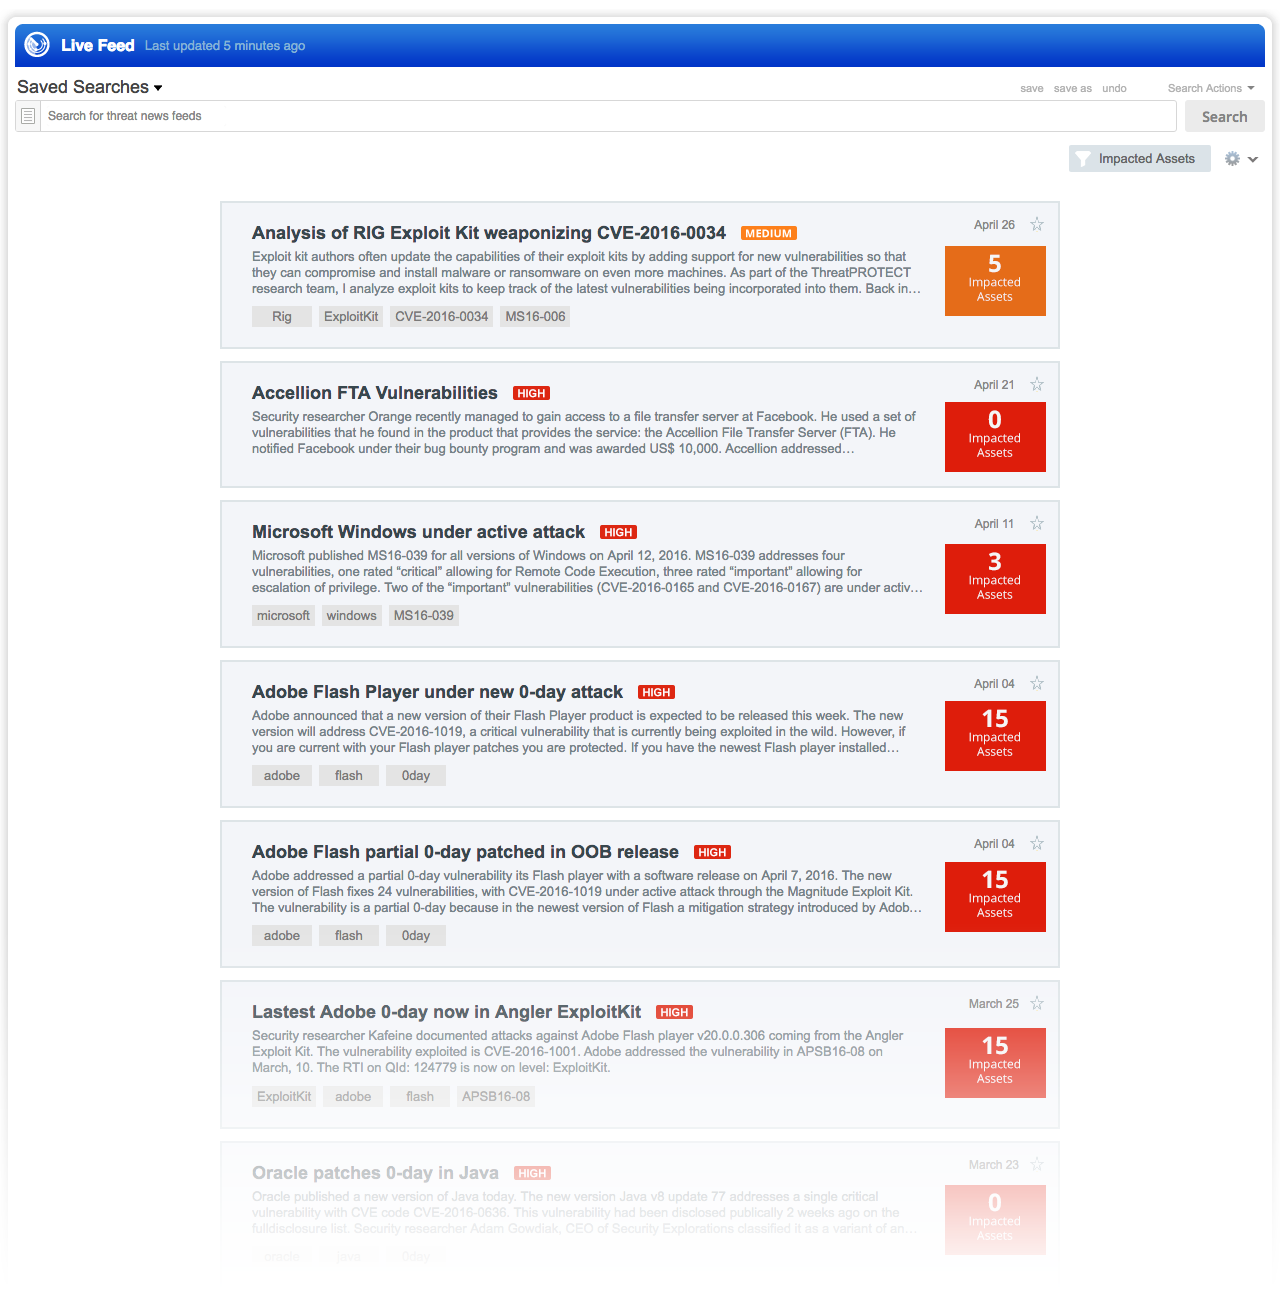 Live Feed Last updated 5 minutes ago
Saved Searches
save save as undo Search Actions
Search for threat news feeds
Search
Impacted Assets
Analysis of RIG Exploit Kit weaponizing CVE-2016-0034 MEDIUM
April 26
Exploit kit authors often update the capabilities of their exploit kits by adding support for new vulnerabilities so that
they can compromise and install malware or ransomware on even more machines. As part of the ThreatPROTECT
research team, I analyze exploit kits to keep track of the latest vulnerabilities being incorporated into them. Back in…
5
Impacted
Assets
Rig ExploitKit CVE-2016-0034 MS16-006
Accellion FTA Vulnerabilities HIGH
April 21
Security researcher Orange recently managed to gain access to a file transfer server at Facebook. He used a set of
vulnerabilities that he found in the product that provides the service: the Accellion File Transfer Server (FTA). He
notified Facebook under their bug bounty program and was awarded US$ 10,000. Accellion addressed…
0
Impacted
Assets
Microsoft Windows under active attack HIGH
April 11
Microsoft published MS16-039 for all versions of Windows on April 12, 2016. MS16-039 addresses four
vulnerabilities, one rated “critical” allowing for Remote Code Execution, three rated “important” allowing for
escalation of privilege. Two of the “important” vulnerabilities (CVE-2016-0165 and CVE-2016-0167) are under activ…
3
Impacted
Assets
microsoft windows MS16-039
Adobe Flash Player under new 0-day attack HIGH
April 04
Adobe announced that a new version of their Flash Player product is expected to be released this week. The new
version will address CVE-2016-1019, a critical vulnerability that is currently being exploited in the wild. However, if
you are current with your Flash player patches you are protected. If you have the newest Flash player installed…
15
Impacted
Assets
adobe flash 0day
Adobe Flash partial 0-day patched in OOB release HIGH
April 04
Adobe addressed a partial 0-day vulnerability its Flash player with a software release on April 7, 2016. The new
version of Flash fixes 24 vulnerabilities, with CVE-2016-1019 under active attack through the Magnitude Exploit Kit.
The vulnerability is a partial 0-day because in the newest version of Flash a mitigation strategy introduced by Adob…
15
Impacted
Assets
adobe flash 0day
Lastest Adobe 0-day now in Angler ExploitKit HIGH
March 25
Security researcher Kafeine documented attacks against Adobe Flash player v20.0.0.306 coming from the Angler
Exploit Kit. The vulnerability exploited is CVE-2016-1001. Adobe addressed the vulnerability in APSB16-08 on
March, 10. The RTI on QId: 124779 is now on level: ExploitKit.
15
Impacted
Assets
ExploitKit adobe flash APSB16-08
Oracle patches 0-day in Java HIGH
March 23
Oracle published a new version of Java today. The new version Java v8 update 77 addresses a single critical
vulnerability with CVE code CVE-2016-0636. This vulnerability had been disclosed publically 2 weeks ago on the
fulldisclosure list. Security researcher Adam Gowdiak, CEO of Security Explorations classified it as a variant of an…
0
Impacted
Assets
oracle java 0day